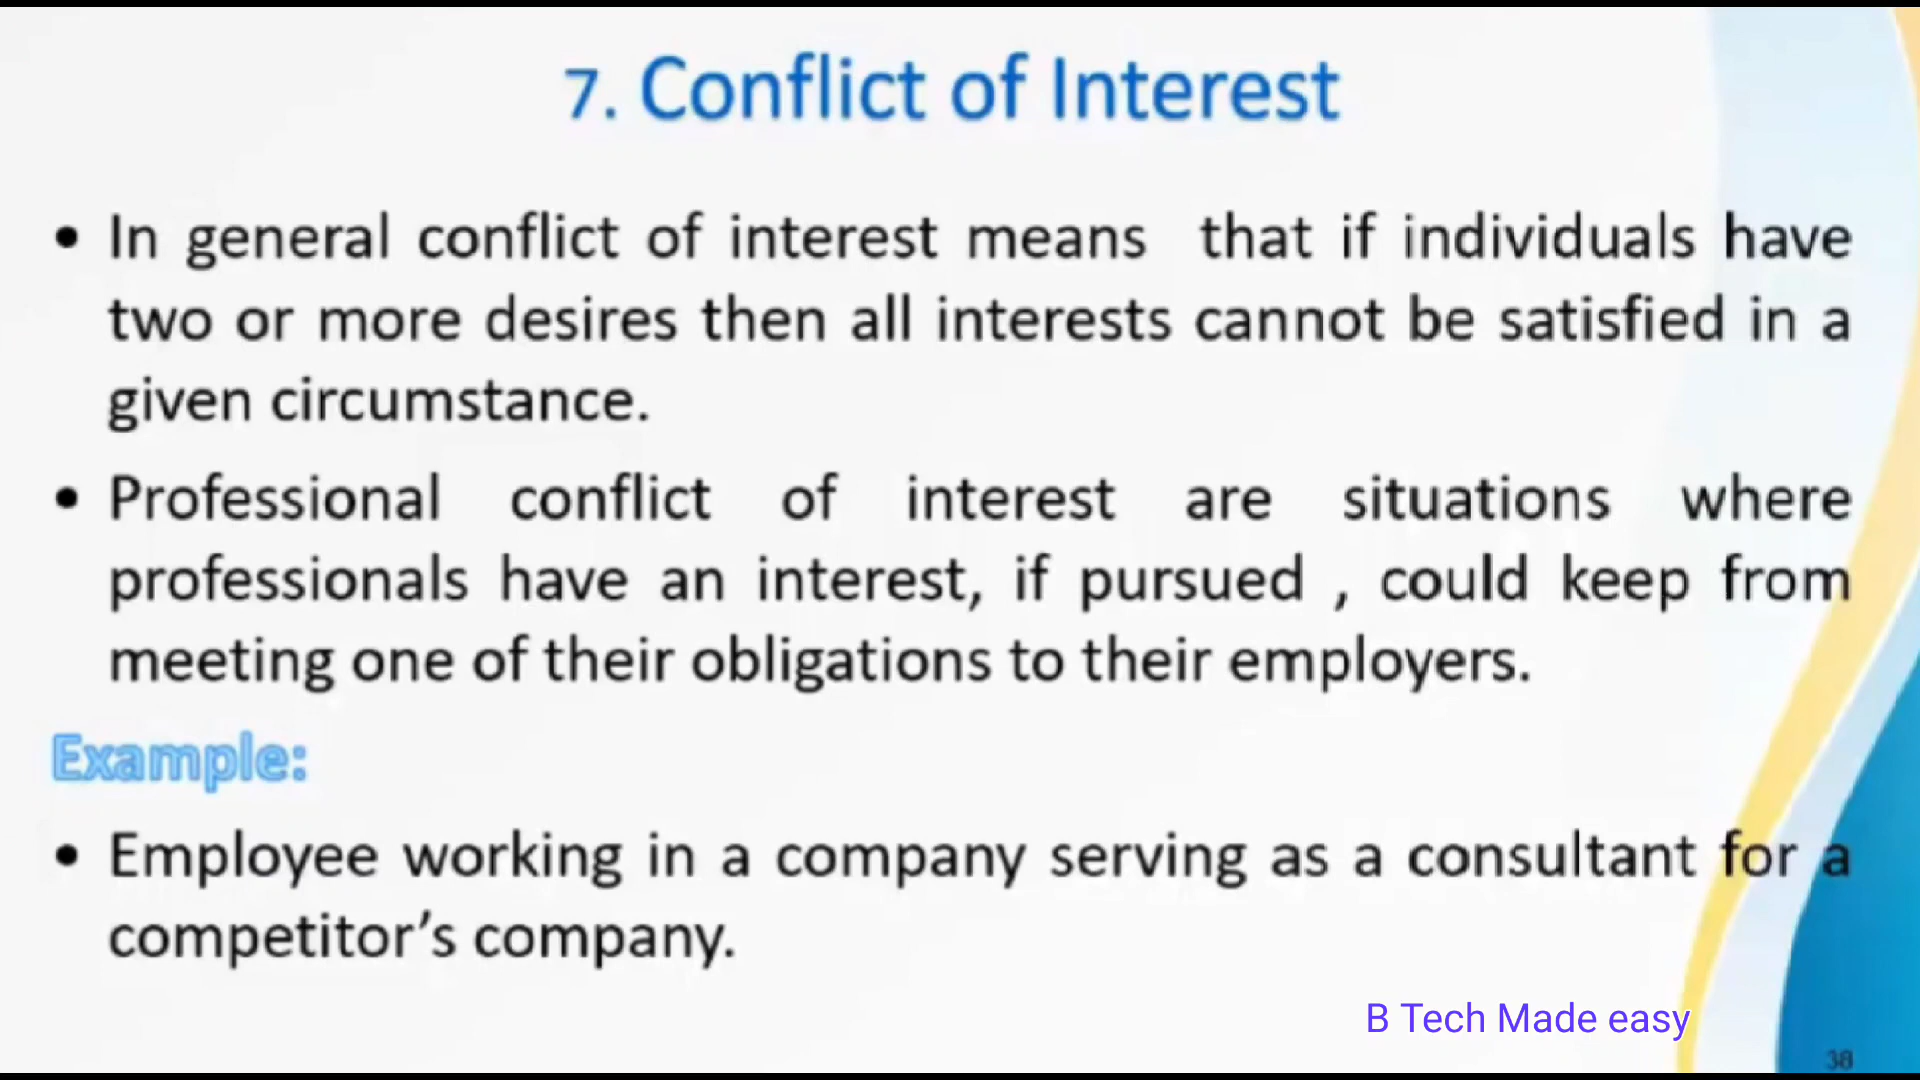 7. Conflict of Interest
• In general conflict of interest means that if individuals have
two or more desires then all interests cannot be satisfied in a
given circumstance.
• Professional conflict of interest are situations where
professionals have an interest, if pursued , could keep from
meeting one of their obligations to their employers.
Example:
• Employee working in a company serving as a consultant for a
competitor’s company.
B Tech Made easy
38